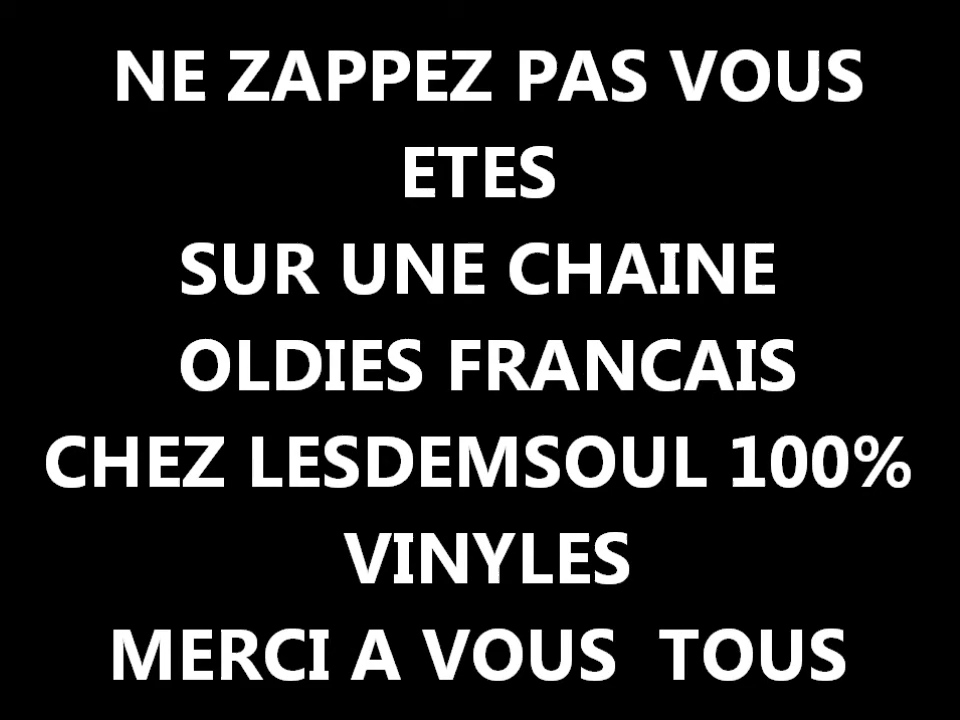 NE ZAPPEZ PAS VOUS
ETES
SUR UNE CHAINE
OLDIES FRANCAIS
CHEZ LESDEMSOUL 100%
VINYLES
MERCI A VOUS  TOUS